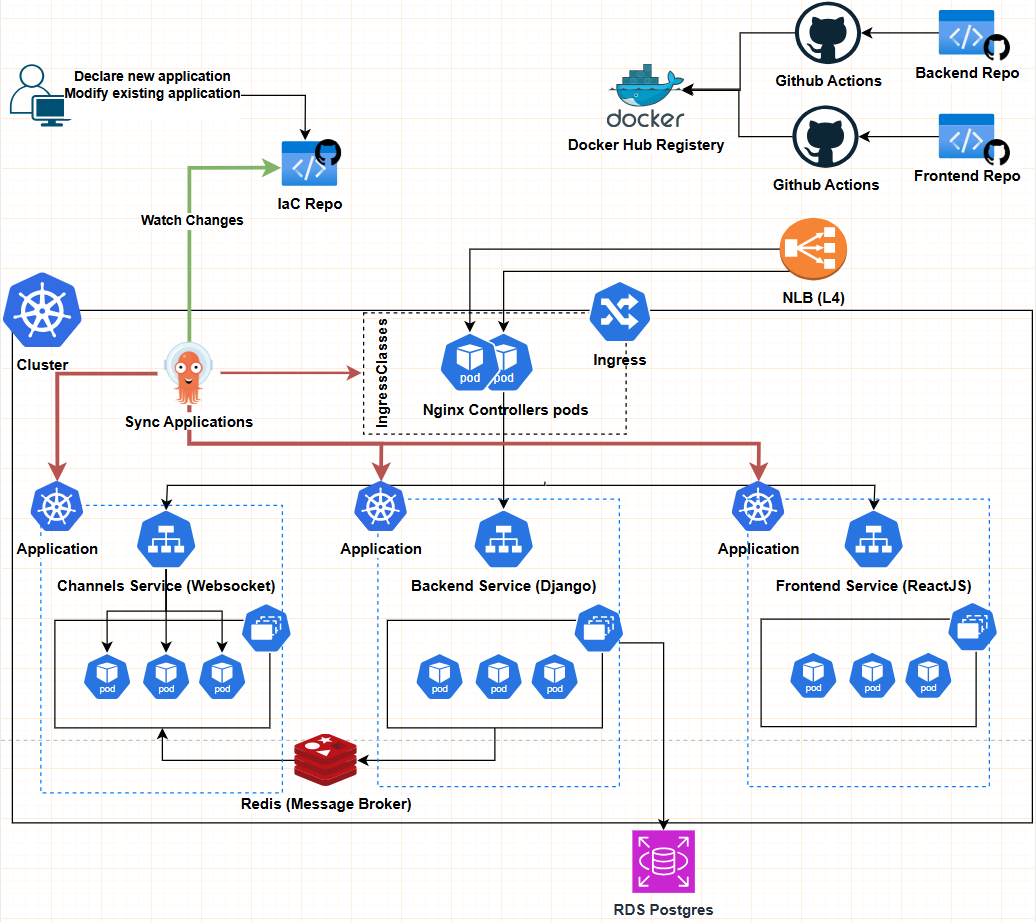 Declare new application
Modify existing application
docker
Docker Hub Registery
Github Actions
Backend Repo
Github Actions
Frontend Repo
IaC Repo
Watch Changes
NLB (L4)
Cluster
IngressClasses
Ingress
pod
pod
Nginx Controllers pods
Sync Applications
Application
Application
Application
Channels Service (Websocket)
Backend Service (Django)
Frontend Service (ReactJS)
pod
pod
pod
pod
pod
pod
pod
pod
pod
Redis (Message Broker)
RDS Postgres